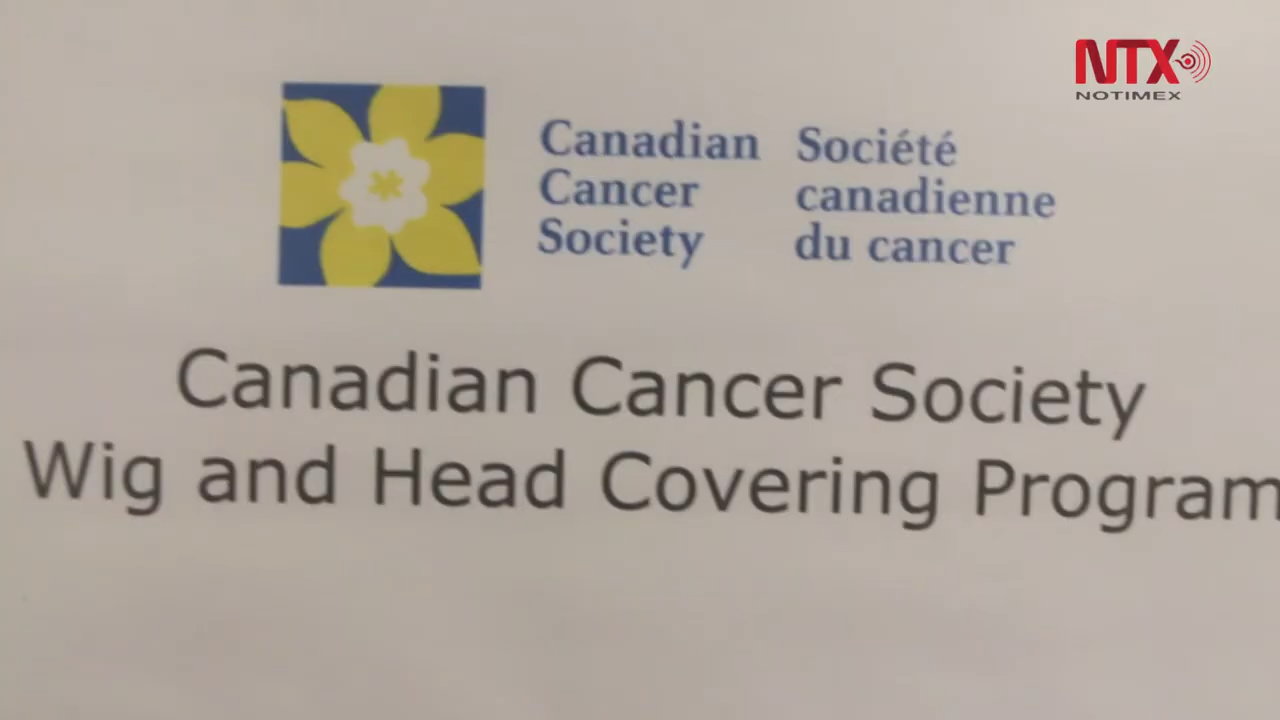 NTX
NOTIMEX
Canadian
Cancer
Society
Société
canadienne
du cancer
Canadian Cancer Society
Wig and Head Covering Program